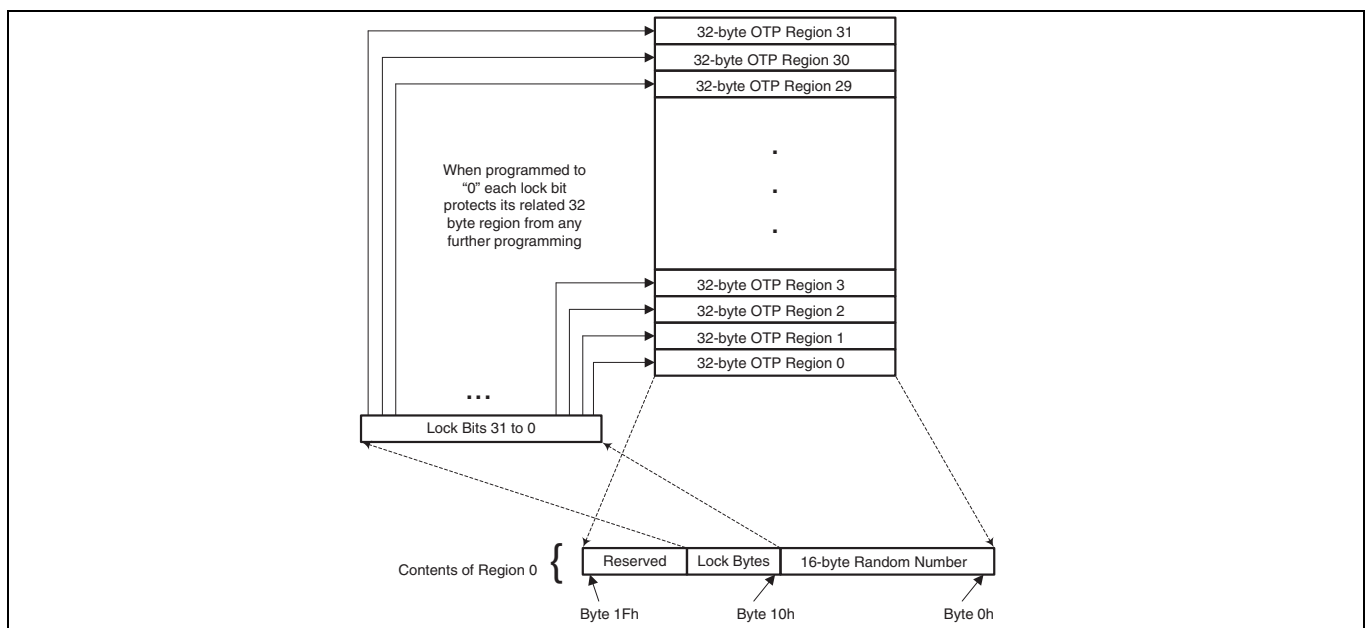 32-byte OTP Region 31
32-byte OTP Region 30
32-byte OTP Region 29
.
.
.
When programmed to
“0” each lock bit
protects its related 32
byte region from any
further programming
32-byte OTP Region 3
32-byte OTP Region 2
32-byte OTP Region 1
32-byte OTP Region 0
...
Lock Bits 31 to 0
Contents of Region 0 {
Reserved
Lock Bytes
16-byte Random Number
Byte 1Fh
Byte 10h
Byte 0h